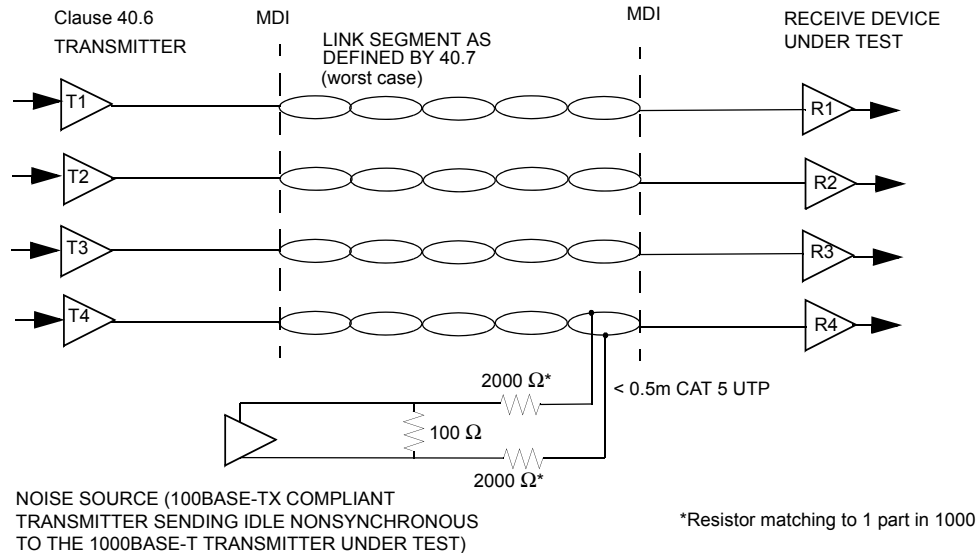 Clause 40.6
TRANSMITTER
MDI
LINK SEGMENT AS
DEFINED BY 40.7
(worst case)
MDI
RECEIVE DEVICE
UNDER TEST
T1
R1
T2
R2
T3
R3
T4
R4
2000 Ω*
< 0.5m CAT 5 UTP
100 Ω
2000 Ω*
NOISE SOURCE (100BASE-TX COMPLIANT
TRANSMITTER SENDING IDLE NONSYNCHRONOUS
TO THE 1000BASE-T TRANSMITTER UNDER TEST)
*Resistor matching to 1 part in 1000